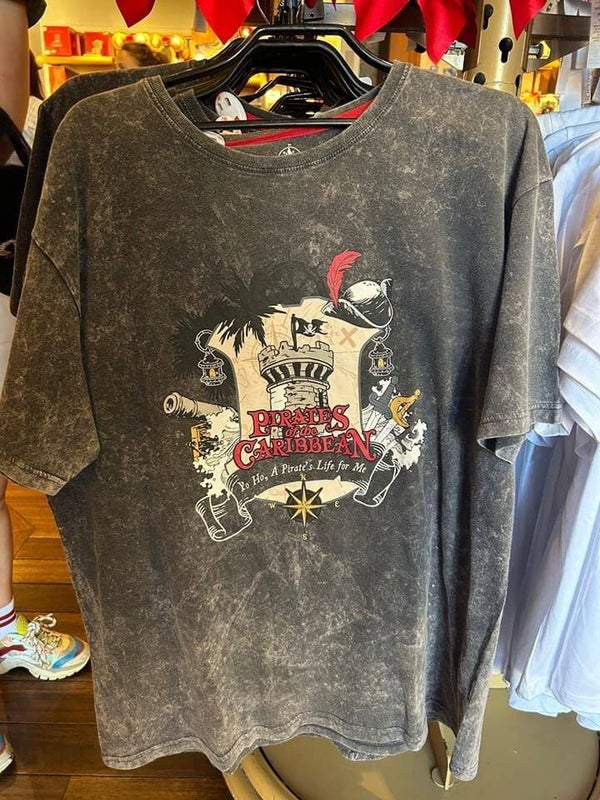 PIRATES
of the
CARIBBEAN
Yo Ho, A Pirate's Life for Me
N
W E
S